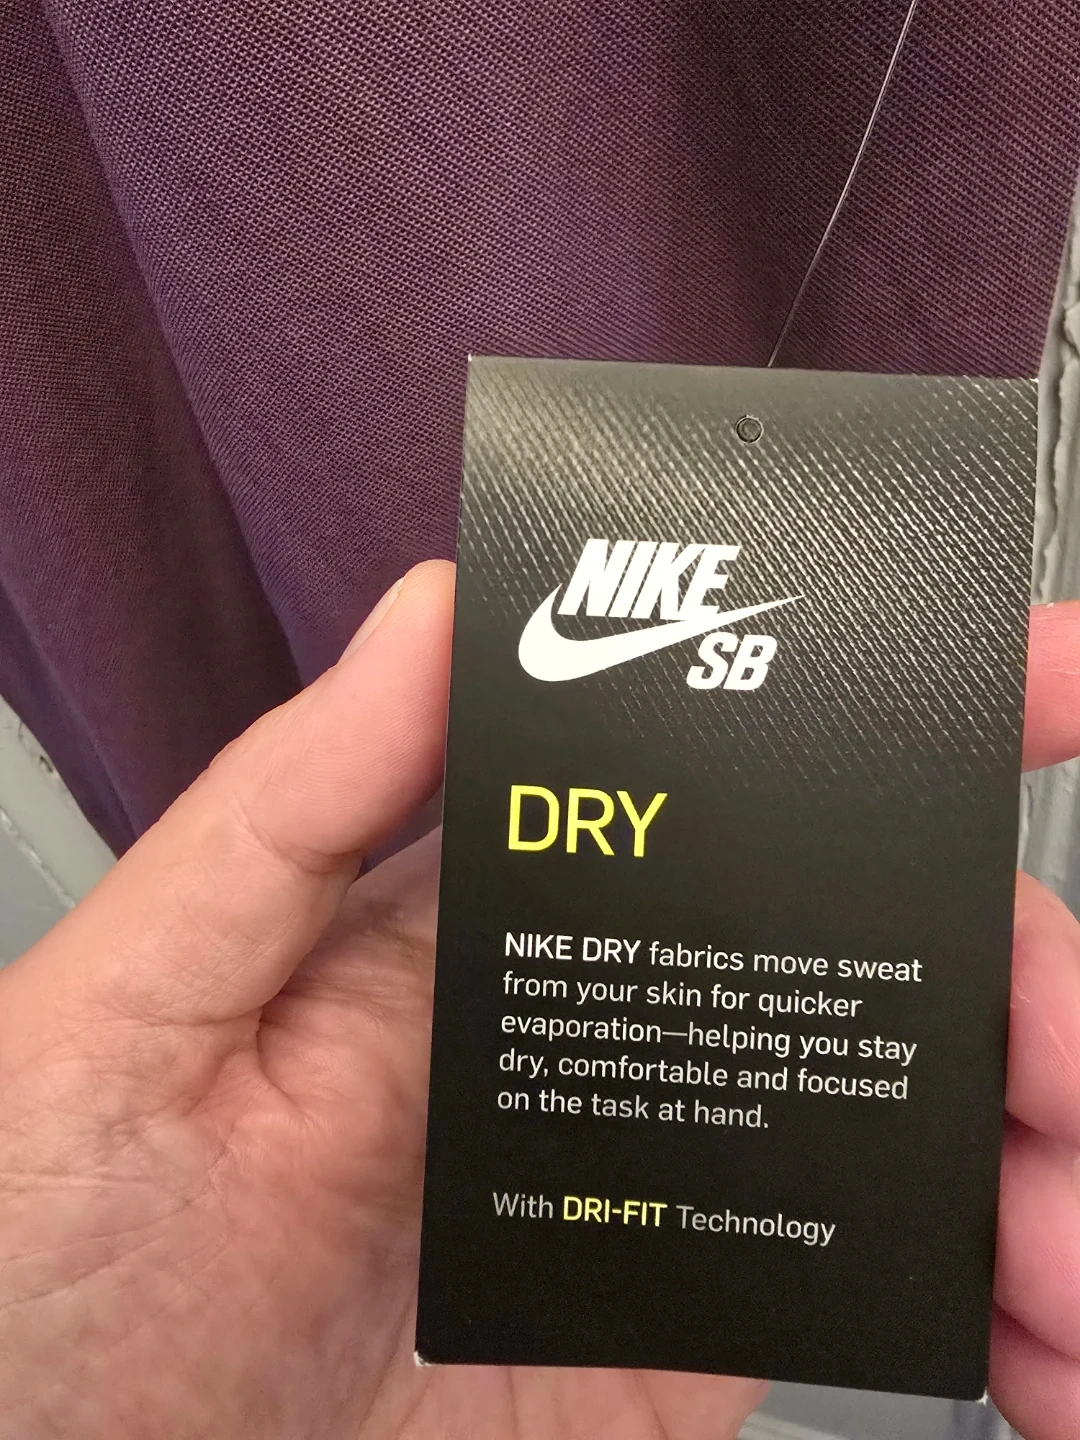 NIKE
SB
DRY
NIKE DRY fabrics move sweat
from your skin for quicker
evaporation—helping you stay
dry, comfortable and focused
on the task at hand.
With DRI-FIT Technology